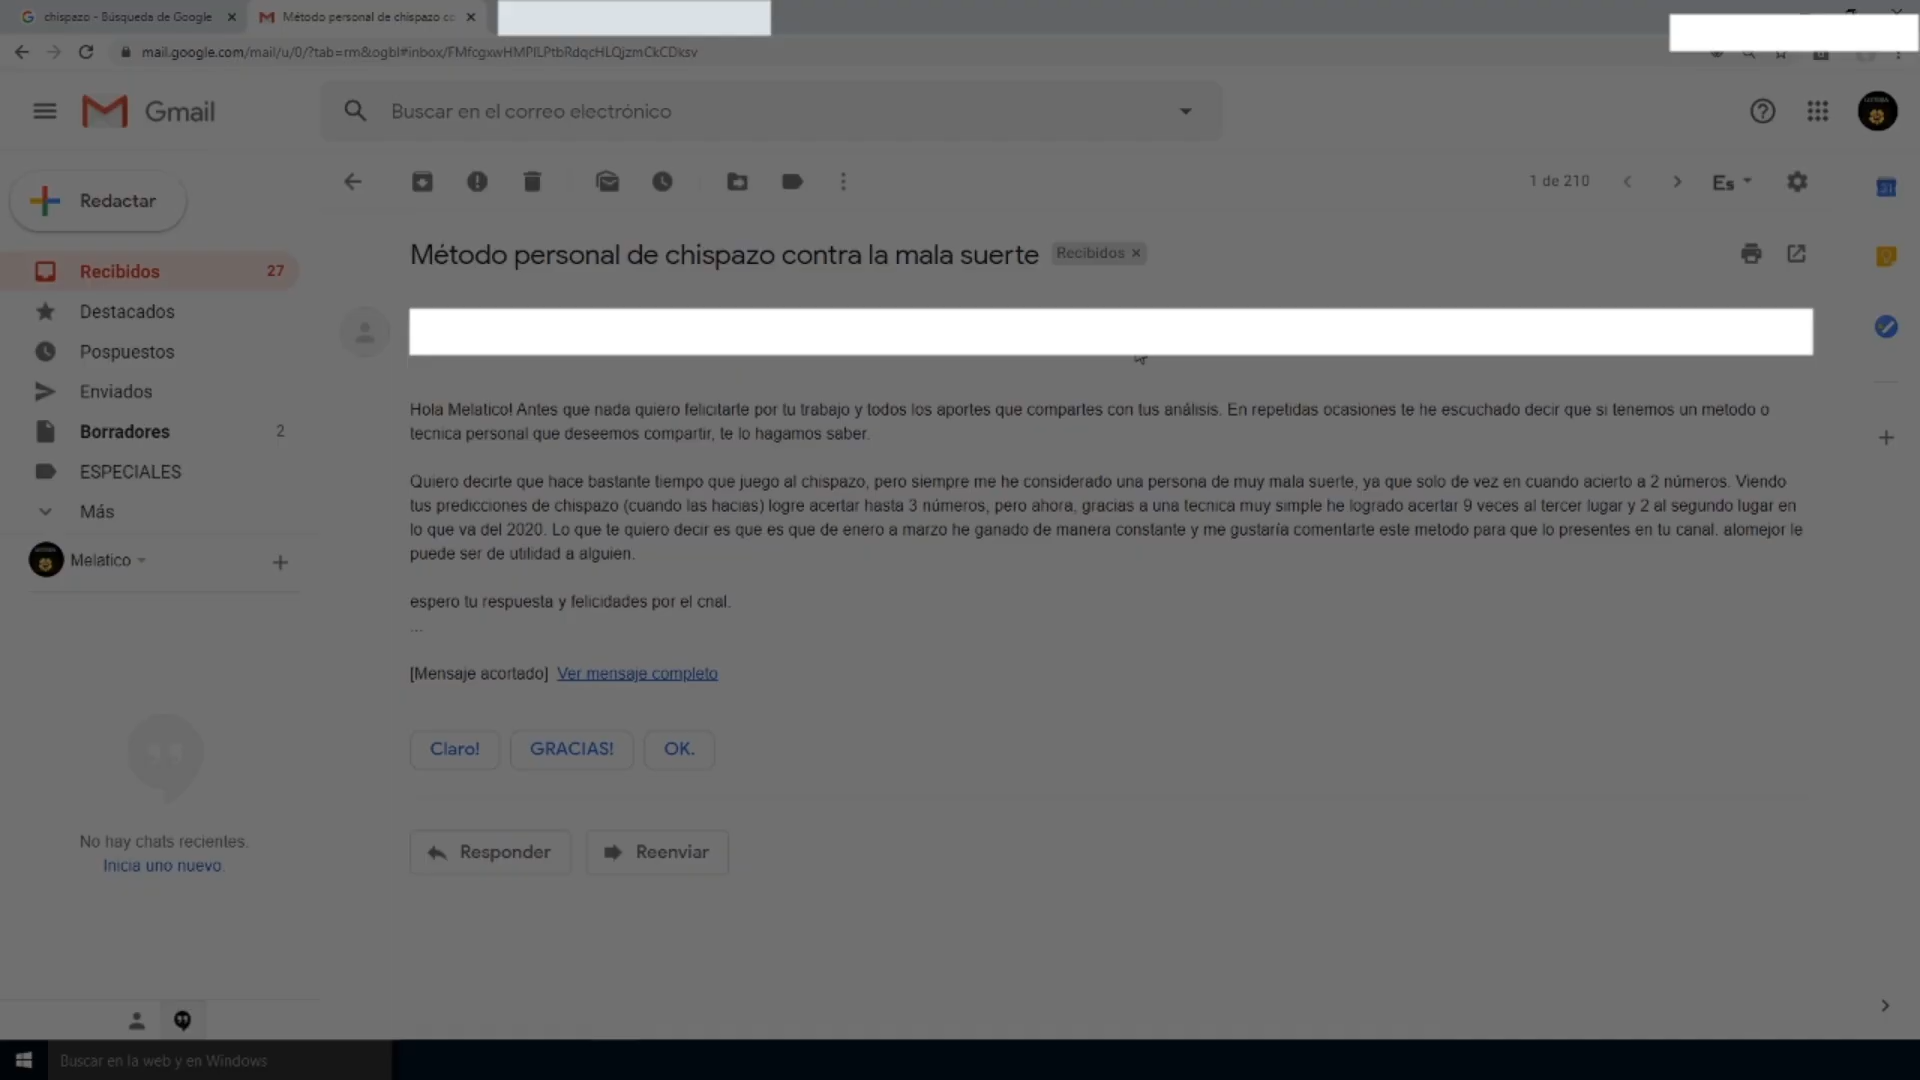 chispazo - Búsqueda de Google
Método personal de chispazo co
mail.google.com/mail/u/0/?tab=rm&ogbl#inbox/FMfcgxwHMPILPtbRdqcHLQjzmCkCDksv
Gmail
Buscar en el correo electrónico
Redactar
1 de 210
Es
Método personal de chispazo contra la mala suerte
Recibidos
Recibidos 27
Destacados
Pospuestos
Enviados
Borradores 2
ESPECIALES
Más
Melatico
Hola Melatico! Antes que nada quiero felicitarte por tu trabajo y todos los aportes que compartes con tus análisis. En repetidas ocasiones te he escuchado decir que si tenemos un metodo o
tecnica personal que deseemos compartir, te lo hagamos saber.
Quiero decirte que hace bastante tiempo que juego al chispazo, pero siempre me he considerado una persona de muy mala suerte, ya que solo de vez en cuando acierto a 2 números. Viendo
tus predicciones de chispazo (cuando las hacias) logre acertar hasta 3 números, pero ahora, gracias a una tecnica muy simple he logrado acertar 9 veces al tercer lugar y 2 al segundo lugar en
lo que va del 2020. Lo que te quiero decir es que es que de enero a marzo he ganado de manera constante y me gustaría comentarte este metodo para que lo presentes en tu canal. alomejor le
puede ser de utilidad a alguien.
espero tu respuesta y felicidades por el cnal.
...
[Mensaje acortado] Ver mensaje completo
Claro!
GRACIAS!
OK.
Responder
Reenviar
No hay chats recientes.
Inicia uno nuevo.
Buscar en la web y en Windows